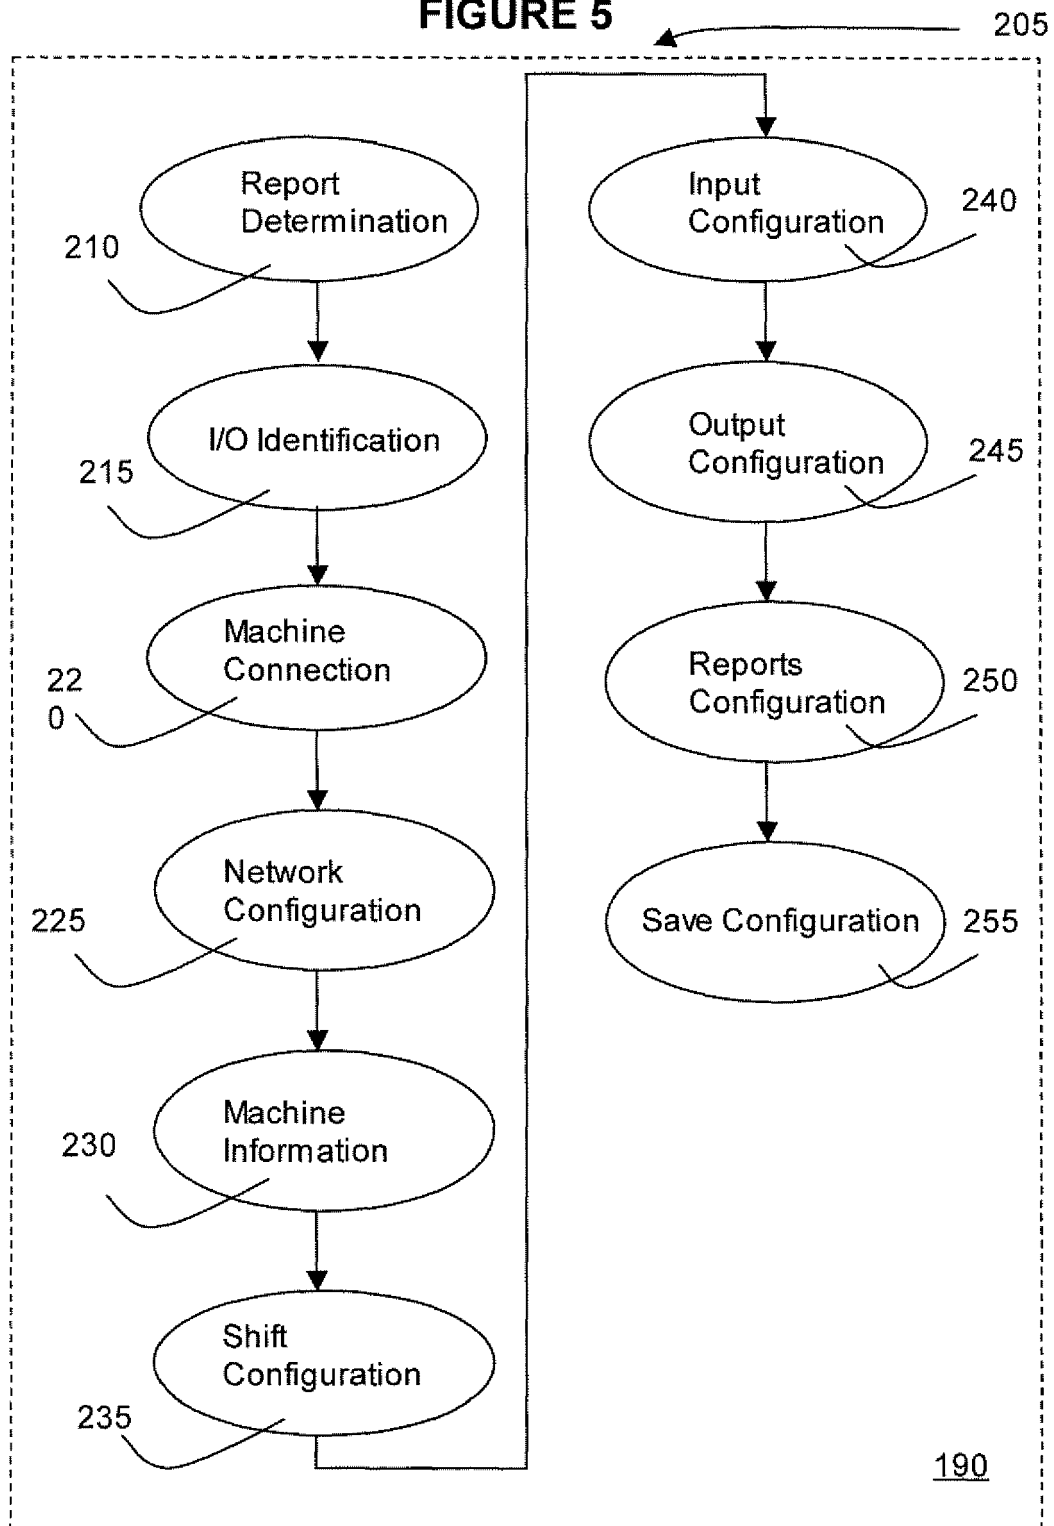 FIGURE 5
205
Report
Determination
210
I/O Identification
215
Machine
Connection
22
0
Network
Configuration
225
Machine
Information
230
Shift
Configuration
235
Input
Configuration
240
Output
Configuration
245
Reports
Configuration
250
Save Configuration
255
190